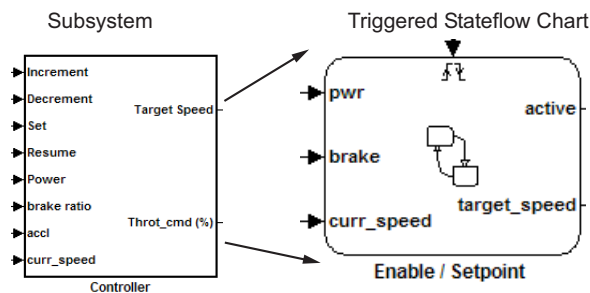 Subsystem
Triggered Stateflow Chart
Increment
Decrement
Set
Resume
Power
brake ratio
accl
curr_speed
Target Speed
Throt_cmd (%)
Controller
pwr
brake
curr_speed
active
target_speed
Enable / Setpoint